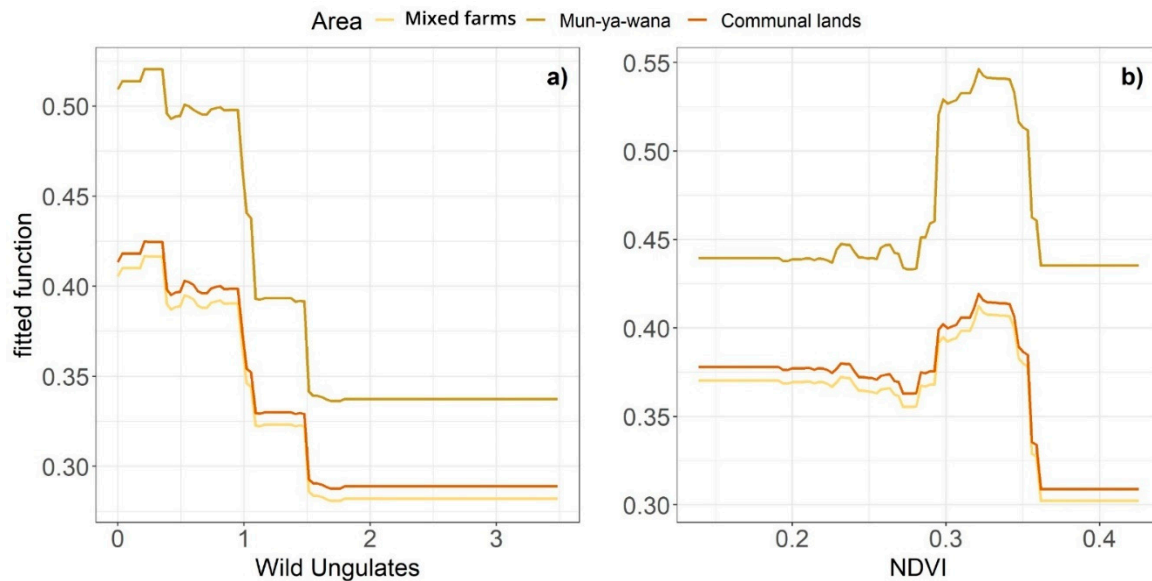 Area Mixed farms Mun-ya-wana Communal lands
a)
b)
fitted function
0.50
0.45
0.40
0.35
0.30
0 1 2 3
Wild Ungulates
0.55
0.50
0.45
0.40
0.35
0.30
0.2 0.3 0.4
NDVI